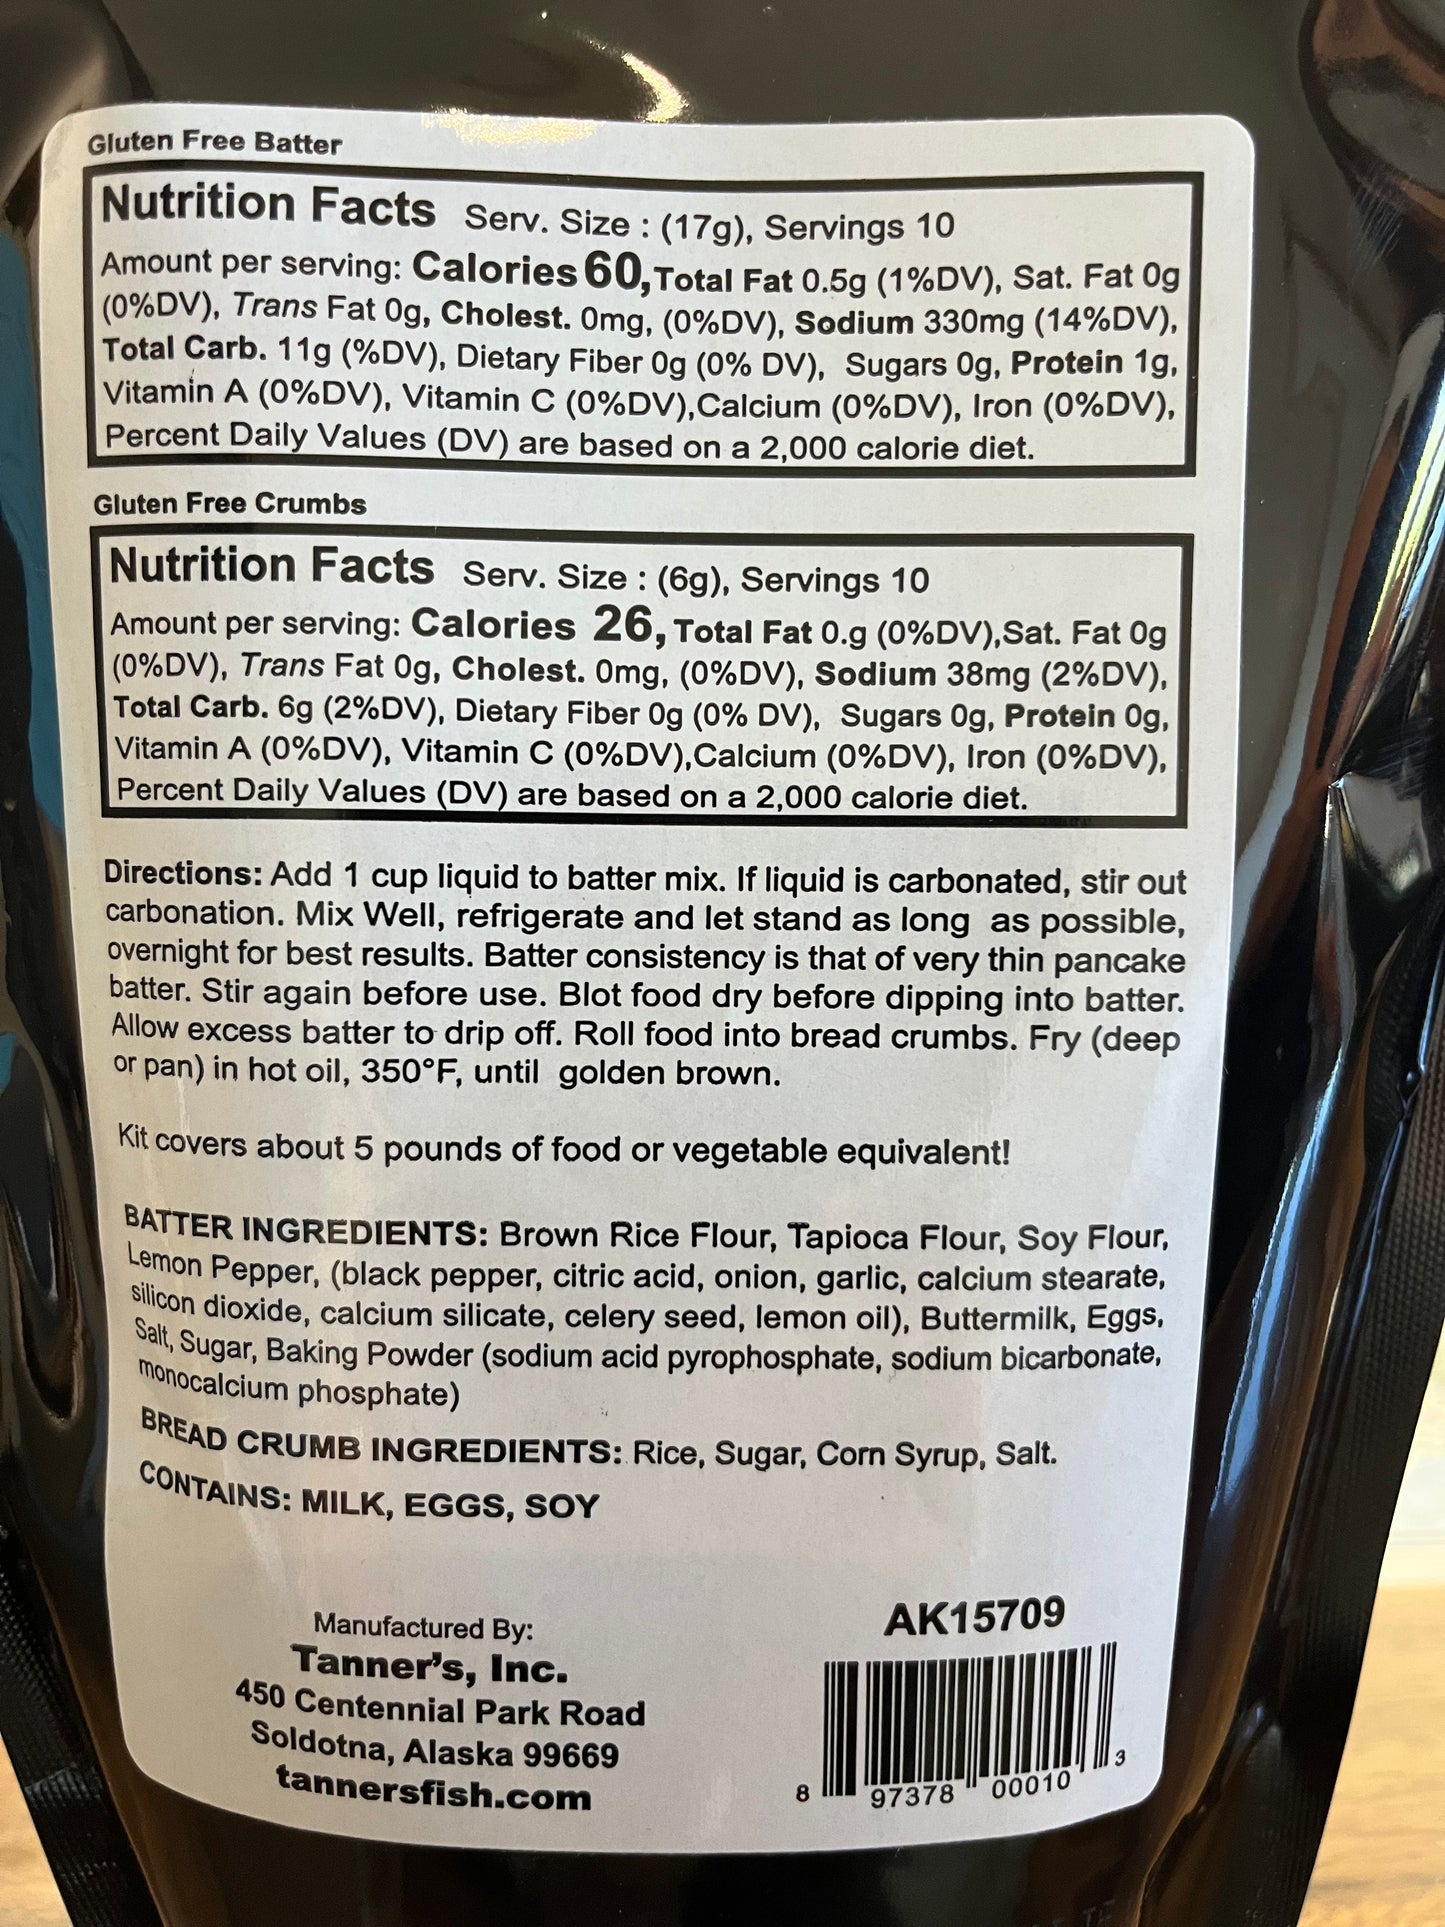 Gluten Free Batter
Nutrition Facts Serv. Size : (17g), Servings 10
Amount per serving: Calories 60, Total Fat 0.5g (1%DV), Sat. Fat 0g
(0%DV), Trans Fat 0g, Cholest. 0mg, (0%DV), Sodium 330mg (14%DV),
Total Carb. 11g (%DV), Dietary Fiber 0g (0% DV), Sugars 0g, Protein 1g,
Vitamin A (0%DV), Vitamin C (0%DV),Calcium (0%DV), Iron (0%DV),
Percent Daily Values (DV) are based on a 2,000 calorie diet.
Gluten Free Crumbs
Nutrition Facts Serv. Size : (6g), Servings 10
Amount per serving: Calories 26, Total Fat 0.g (0%DV),Sat. Fat 0g
(0%DV), Trans Fat 0g, Cholest. 0mg, (0%DV), Sodium 38mg (2%DV),
Total Carb. 6g (2%DV), Dietary Fiber 0g (0% DV), Sugars 0g, Protein 0g,
Vitamin A (0%DV), Vitamin C (0%DV),Calcium (0%DV), Iron (0%DV),
Percent Daily Values (DV) are based on a 2,000 calorie diet.
Directions: Add 1 cup liquid to batter mix. If liquid is carbonated, stir out
carbonation. Mix Well, refrigerate and let stand as long as possible,
overnight for best results. Batter consistency is that of very thin pancake
batter. Stir again before use. Blot food dry before dipping into batter.
Allow excess batter to drip off. Roll food into bread crumbs. Fry (deep
or pan) in hot oil, 350°F, until golden brown.
Kit covers about 5 pounds of food or vegetable equivalent!
BATTER INGREDIENTS: Brown Rice Flour, Tapioca Flour, Soy Flour,
Lemon Pepper, (black pepper, citric acid, onion, garlic, calcium stearate,
silicon dioxide, calcium silicate, celery seed, lemon oil), Buttermilk, Eggs,
Salt, Sugar, Baking Powder (sodium acid pyrophosphate, sodium bicarbonate,
monocalcium phosphate)
BREAD CRUMB INGREDIENTS: Rice, Sugar, Corn Syrup, Salt.
CONTAINS: MILK, EGGS, SOY
Manufactured By:
Tanner's, Inc.
450 Centennial Park Road
Soldotna, Alaska 99669
tannersfish.com
AK15709
8 97378 00010 3